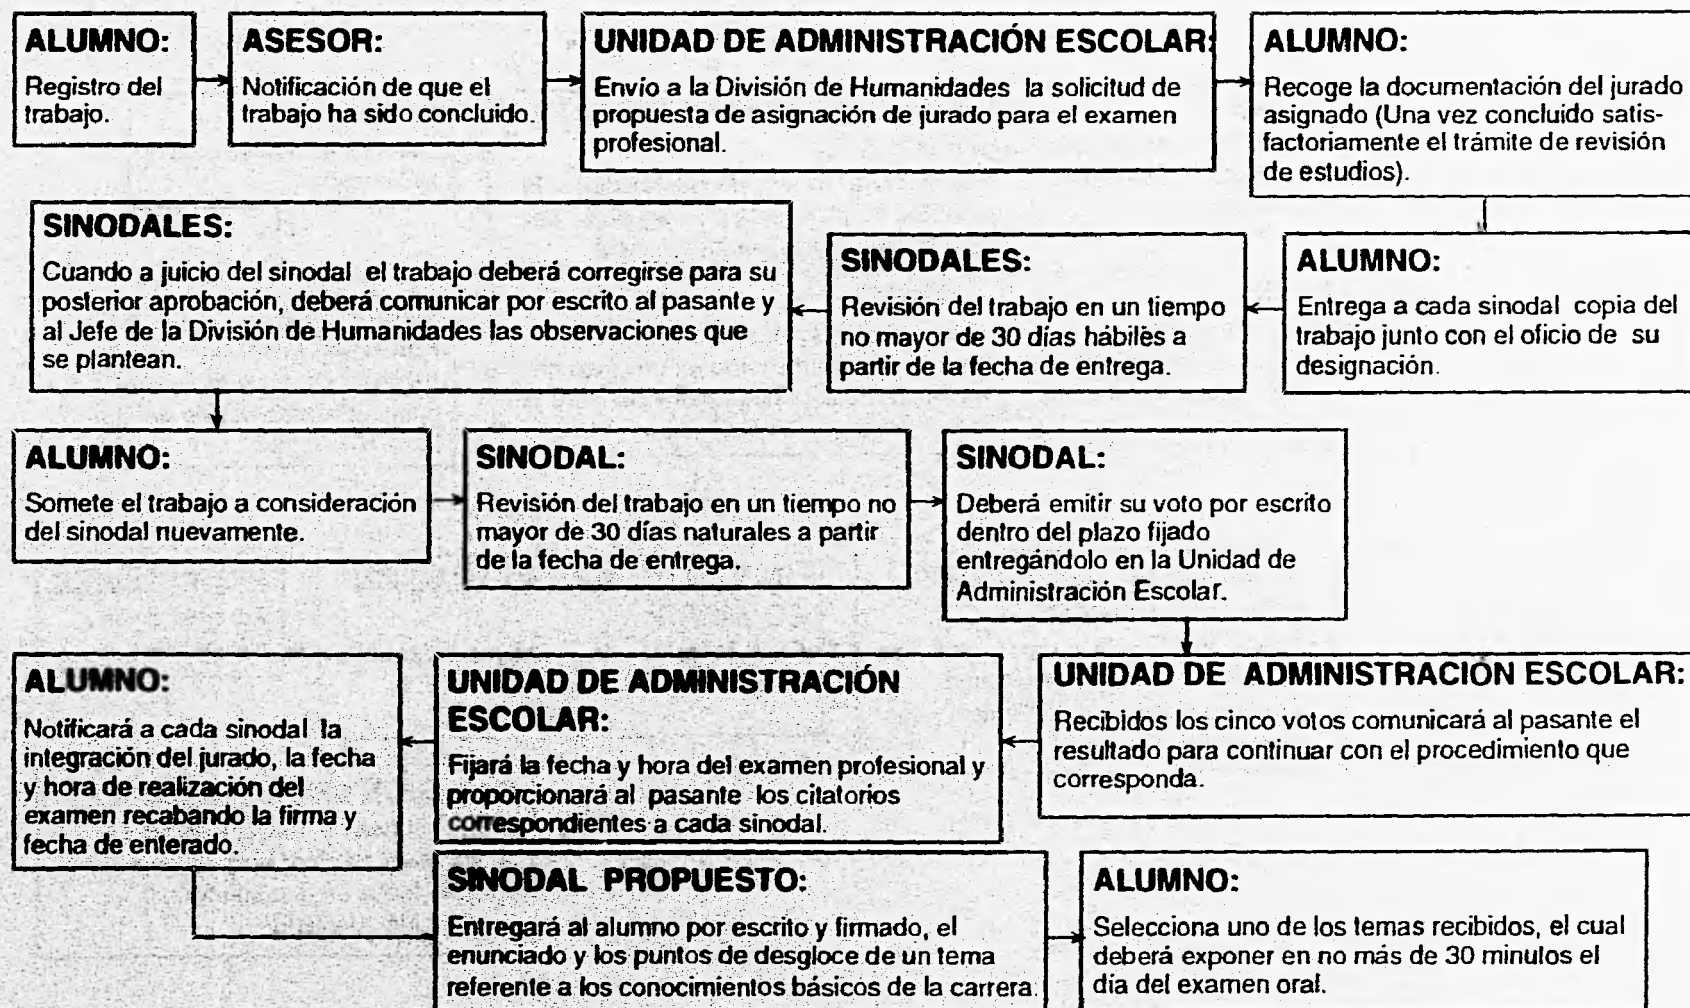 ALUMNO:
Registro del
trabajo.
ASESOR:
Notificación de que el
trabajo ha sido concluido.
UNIDAD DE ADMINISTRACIÓN ESCOLAR:
Envío a la División de Humanidades la solicitud de
propuesta de asignación de jurado para el examen
profesional.
ALUMNO:
Recoge la documentación del jurado
asignado (Una vez concluido satis-
factoriamente el trámite de revisión
de estudios).
ALUMNO:
Entrega a cada sinodal copia del
trabajo junto con el oficio de su
designación.
SINODALES:
Revisión del trabajo en un tiempo
no mayor de 30 días hábiles a
partir de la fecha de entrega.
SINODALES:
Cuando a juicio del sinodal el trabajo deberá corregirse para su
posterior aprobación, deberá comunicar por escrito al pasante y
al Jefe de la División de Humanidades las observaciones que
se plantean.
ALUMNO:
Somete el trabajo a consideración
del sinodal nuevamente.
SINODAL:
Revisión del trabajo en un tiempo no
mayor de 30 días naturales a partir
de la fecha de entrega.
SINODAL:
Deberá emitir su voto por escrito
dentro del plazo fijado
entregándolo en la Unidad de
Administración Escolar.
UNIDAD DE ADMINISTRACIÓN ESCOLAR:
Recibidos los cinco votos comunicará al pasante el
resultado para continuar con el procedimiento que
corresponda.
UNIDAD DE ADMINISTRACIÓN
ESCOLAR:
Fijará la fecha y hora del examen profesional y
proporcionará al pasante los citatorios
correspondientes a cada sinodal.
ALUMNO:
Notificará a cada sinodal la
integración del jurado, la fecha
y hora de realización del
examen recabando la firma y
fecha de enterado.
SINODAL PROPUESTO:
Entregará al alumno por escrito y firmado, el
enunciado y los puntos de desgloce de un tema
referente a los conocimientos básicos de la carrera.
ALUMNO:
Selecciona uno de los temas recibidos, el cual
deberá exponer en no más de 30 minutos el
día del examen oral.